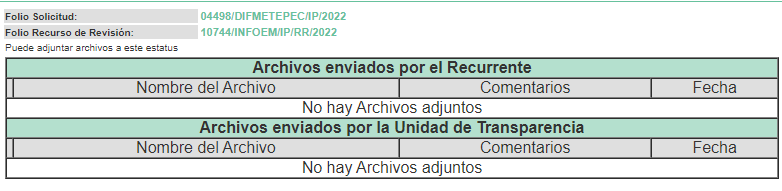 Folio Solicitud: 04498/DIFMETEPEC/IP/2022
Folio Recurso de Revisión: 10744/INFOEM/IP/RR/2022
Puede adjuntar archivos a este estatus
Archivos enviados por el Recurrente
Nombre del Archivo Comentarios Fecha
No hay Archivos adjuntos
Archivos enviados por la Unidad de Transparencia
Nombre del Archivo Comentarios Fecha
No hay Archivos adjuntos